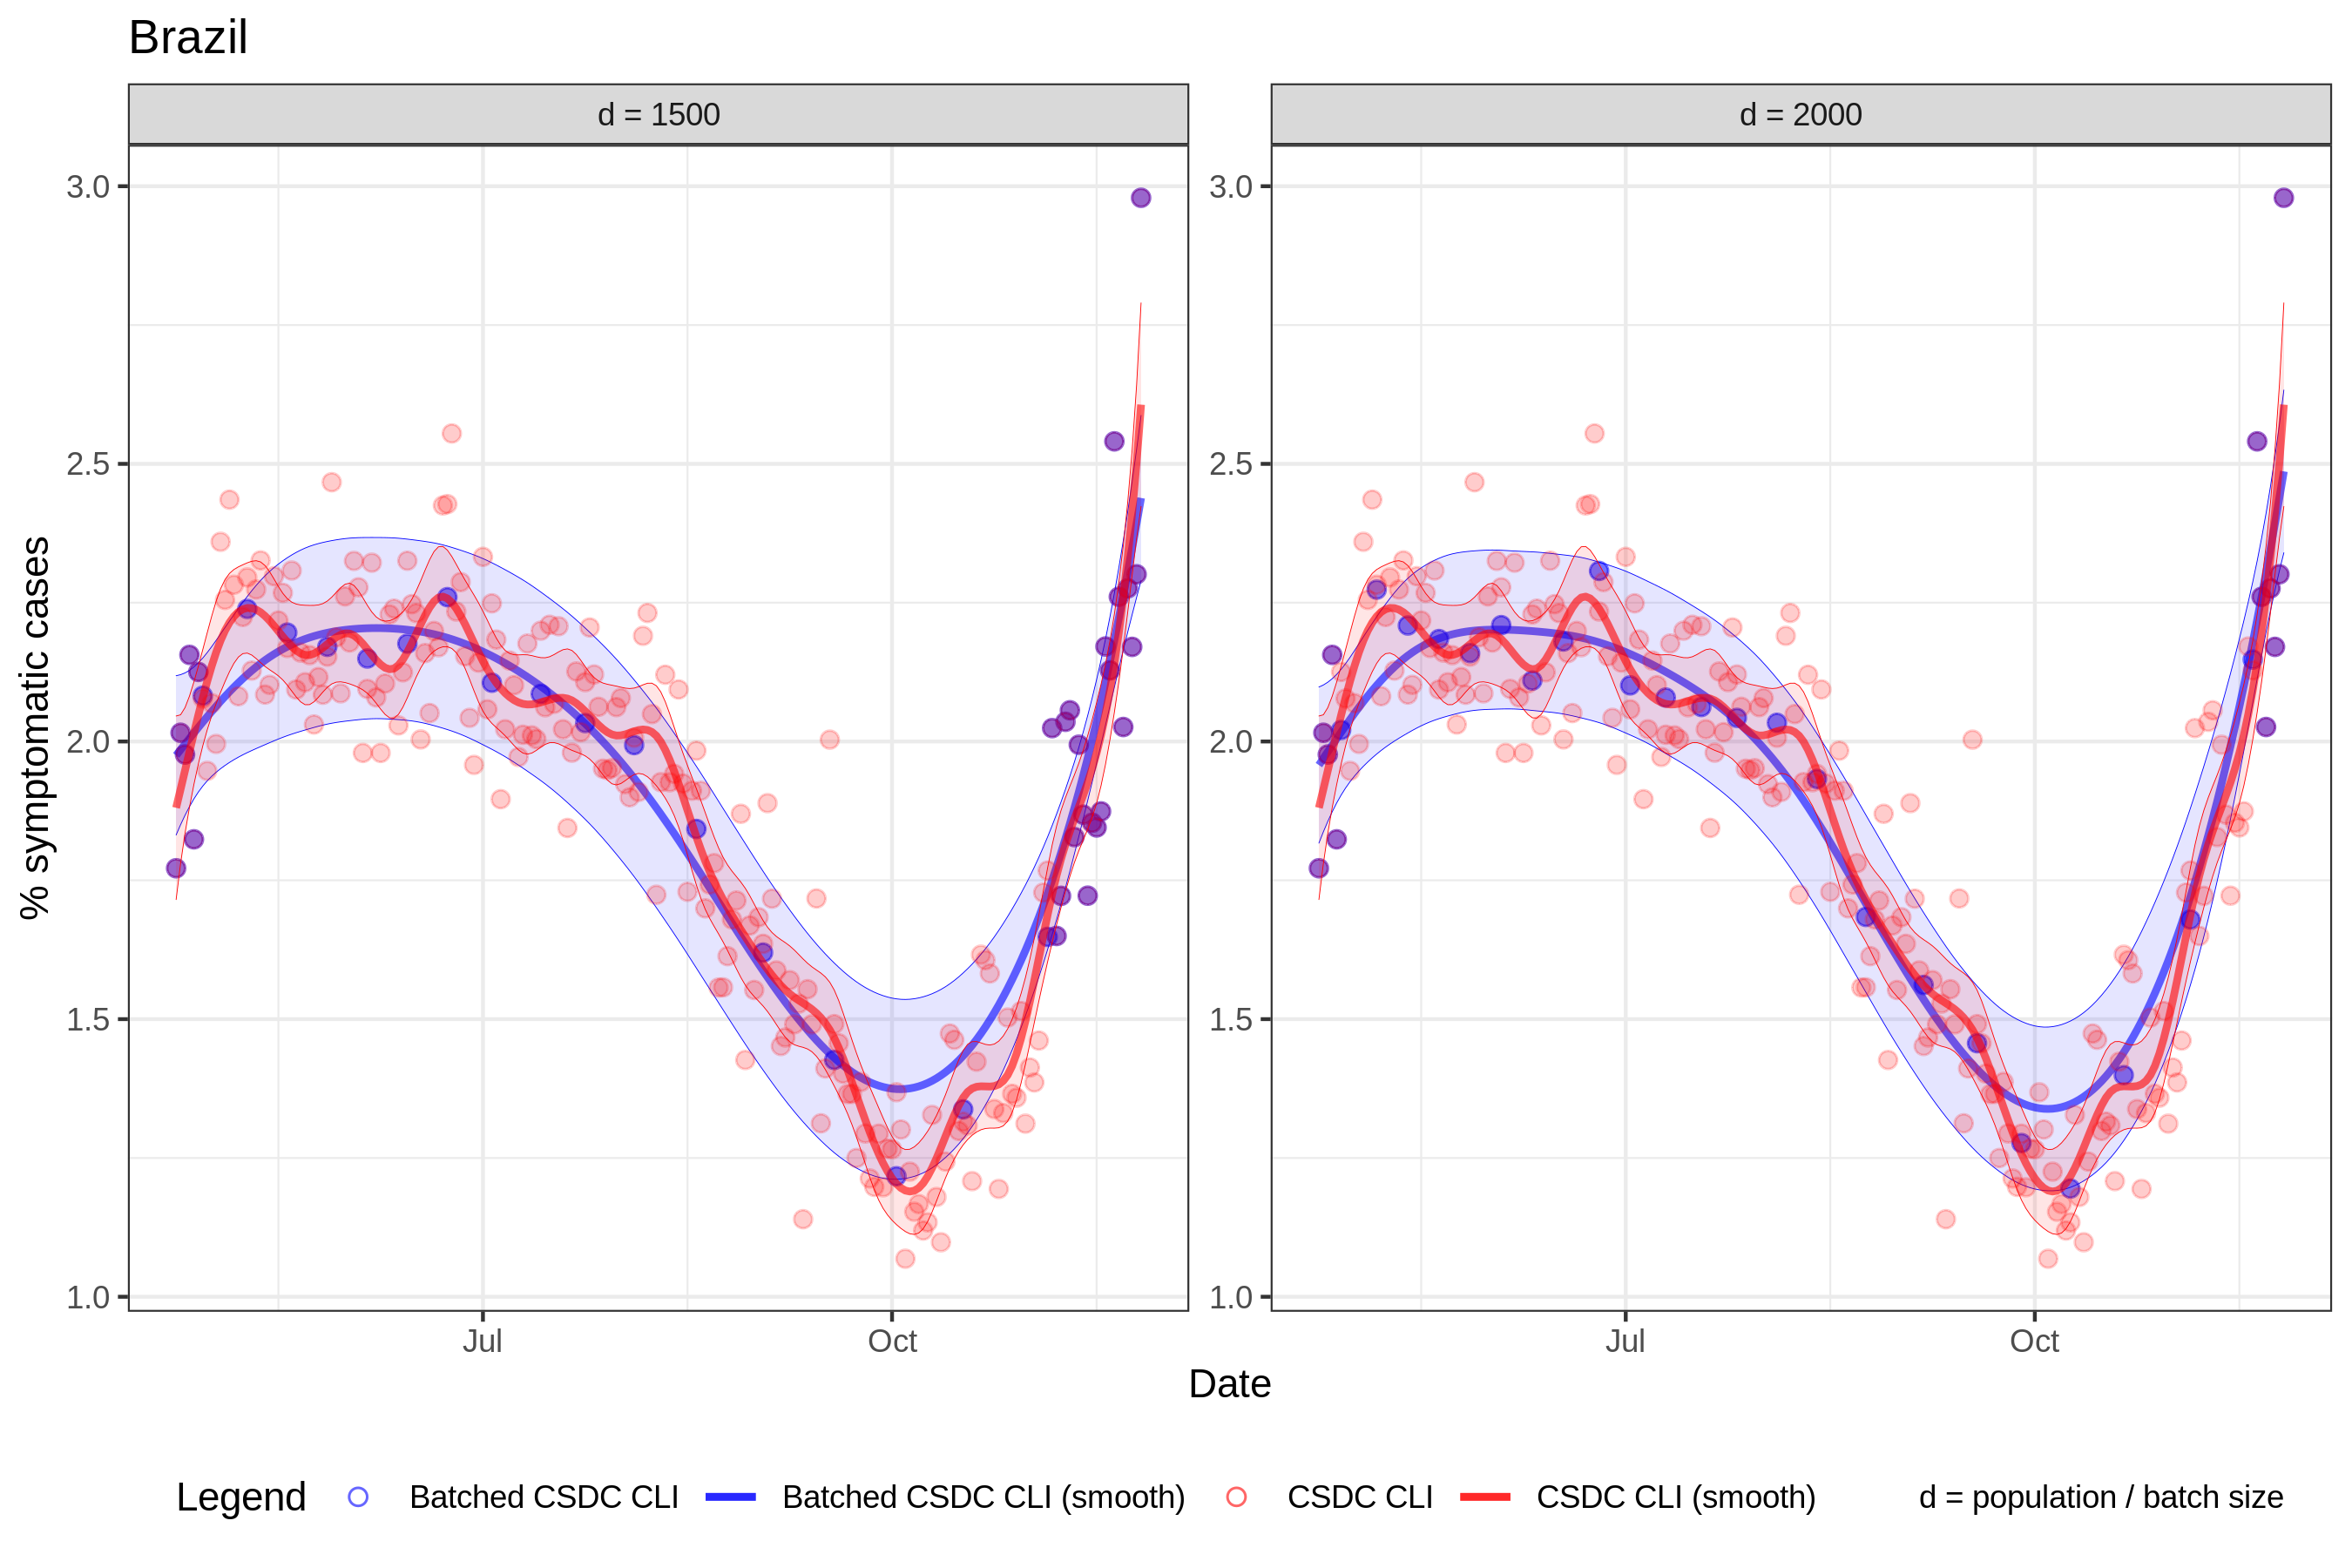 Brazil
d = 1500
d = 2000
3.0
2.5
2.0
1.5
1.0
3.0
2.5
2.0
1.5
1.0
% symptomatic cases
Jul
Oct
Jul
Oct
Date
Legend
Batched CSDC CLI
Batched CSDC CLI (smooth)
CSDC CLI
CSDC CLI (smooth)
d = population / batch size